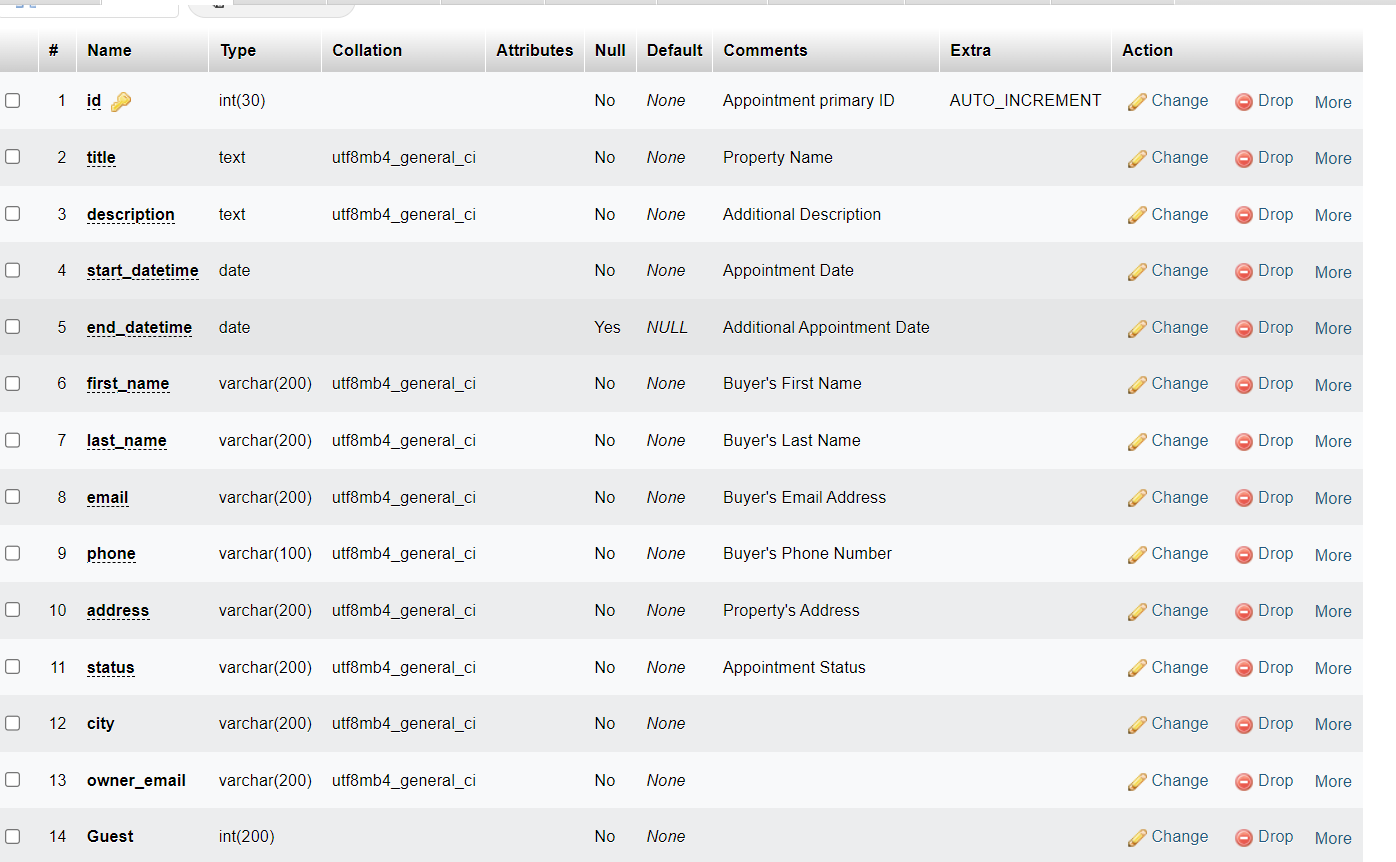 # Name Type Collation Attributes Null Default Comments Extra Action
1 id int(30) No None Appointment primary ID AUTO_INCREMENT Change Drop More
2 title text utf8mb4_general_ci No None Property Name Change Drop More
3 description text utf8mb4_general_ci No None Additional Description Change Drop More
4 start_datetime date No None Appointment Date Change Drop More
5 end_datetime date Yes NULL Additional Appointment Date Change Drop More
6 first_name varchar(200) utf8mb4_general_ci No None Buyer's First Name Change Drop More
7 last_name varchar(200) utf8mb4_general_ci No None Buyer's Last Name Change Drop More
8 email varchar(200) utf8mb4_general_ci No None Buyer's Email Address Change Drop More
9 phone varchar(100) utf8mb4_general_ci No None Buyer's Phone Number Change Drop More
10 address varchar(200) utf8mb4_general_ci No None Property's Address Change Drop More
11 status varchar(200) utf8mb4_general_ci No None Appointment Status Change Drop More
12 city varchar(200) utf8mb4_general_ci No None Change Drop More
13 owner_email varchar(200) utf8mb4_general_ci No None Change Drop More
14 Guest int(200) No None Change Drop More